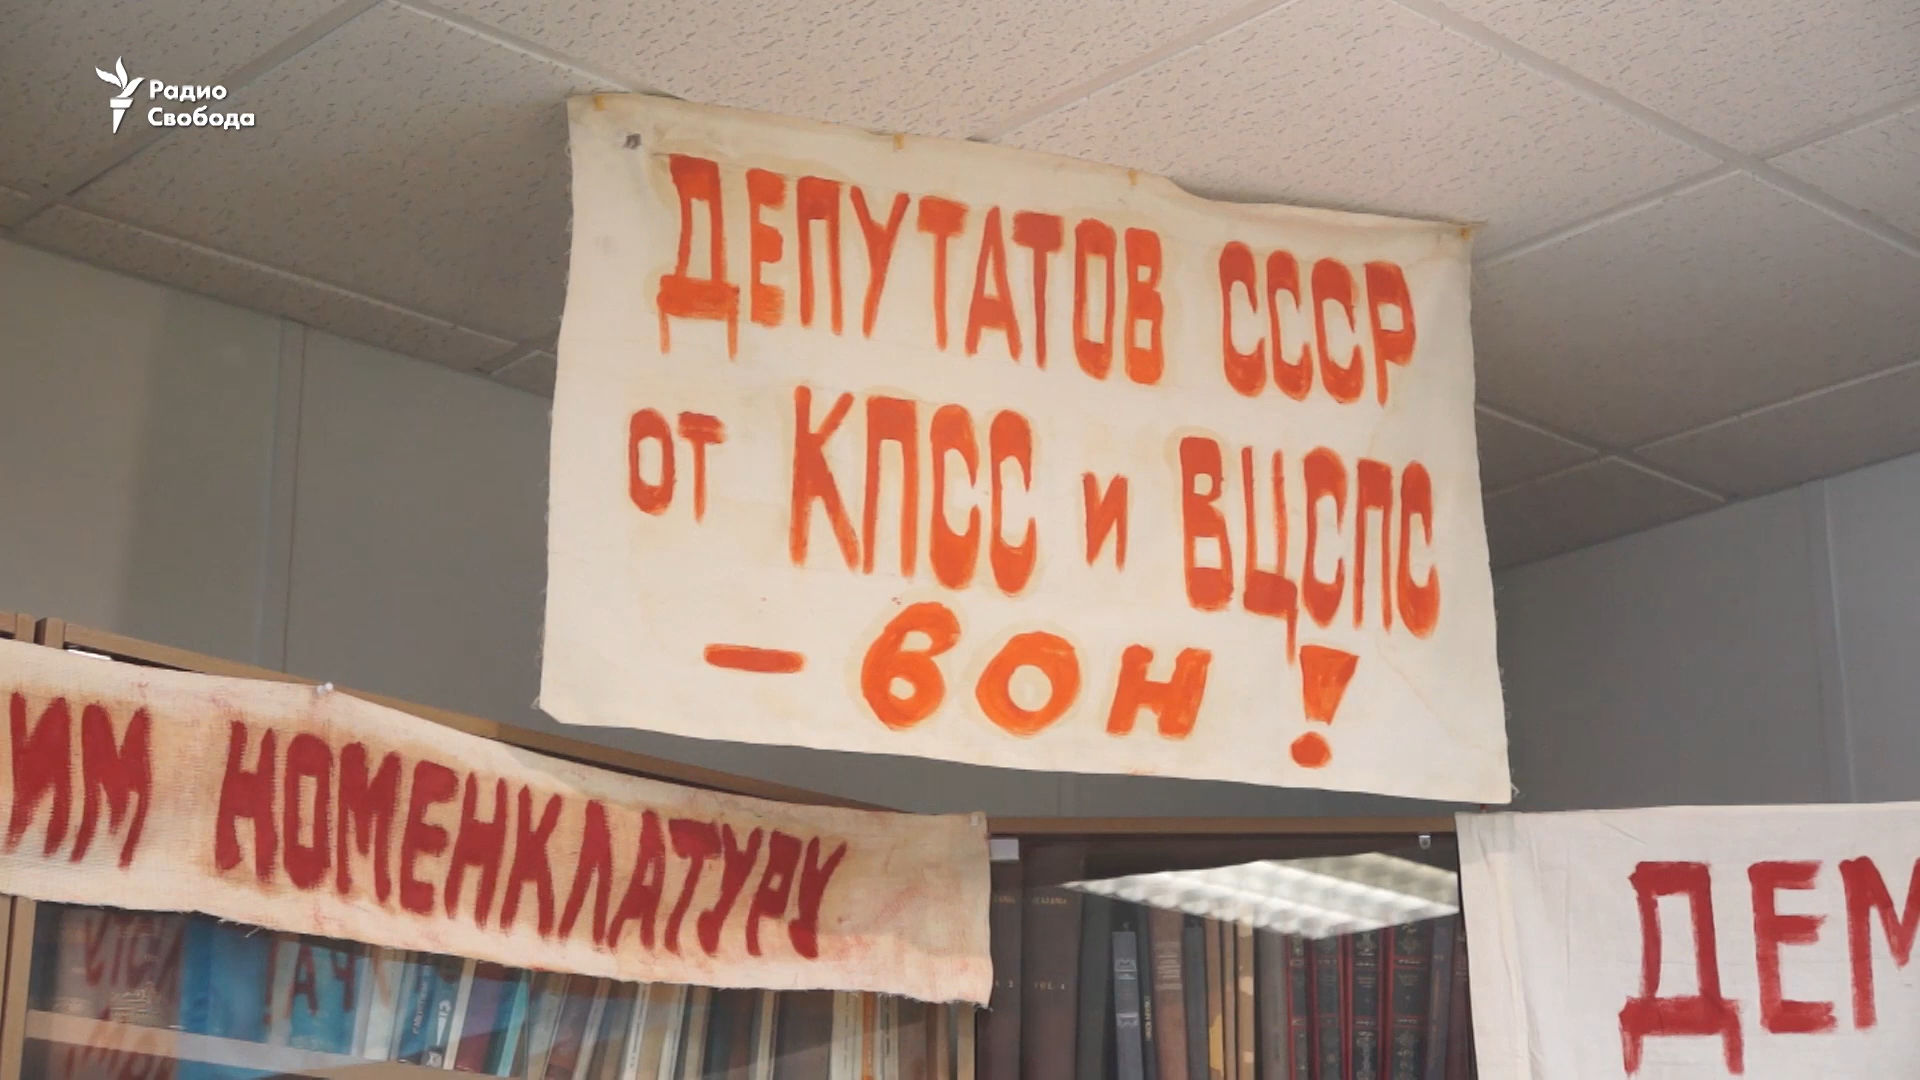 Радио
Свобода
ДЕПУТАТОВ СССР
от КПСС и ВЦСПС
– вон!
ИМ НОМЕНКЛАТУРУ
ДЕМ